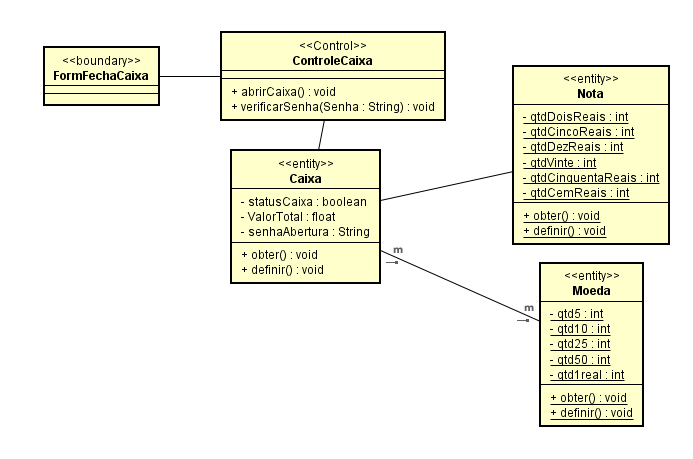 <<boundary>>
FormFechaCaixa
<<Control>>
ControleCaixa
+ abrirCaixa() : void
+ verificarSenha(Senha : String) : void
<<entity>>
Nota
- qtdDoisReais : int
- qtdCincoReais : int
- qtdDezReais : int
- qtdVinte : int
- qtdCinquentaReais : int
- qtdCemReais : int
+ obter() : void
+ definir() : void
<<entity>>
Caixa
- statusCaixa : boolean
- ValorTotal : float
- senhaAbertura : String
+ obter() : void
+ definir() : void
m
m
<<entity>>
Moeda
- qtd5 : int
- qtd10 : int
- qtd25 : int
- qtd50 : int
- qtd1real : int
+ obter() : void
+ definir() : void